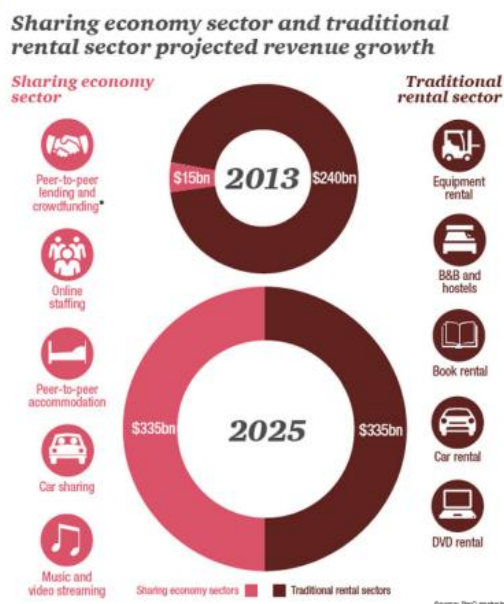 Sharing economy sector and traditional
rental sector projected revenue growth
Sharing economy
sector
Traditional
rental sector
Peer-to-peer
lending and
crowdfunding*
Online
staffing
Peer-to-peer
accommodation
Car sharing
Music and
video streaming
$15bn
2013
$240bn
$335bn
2025
$335bn
Equipment
rental
B&B and
hostels
Book rental
Car rental
DVD rental
Sharing economy sectors
Traditional rental sectors